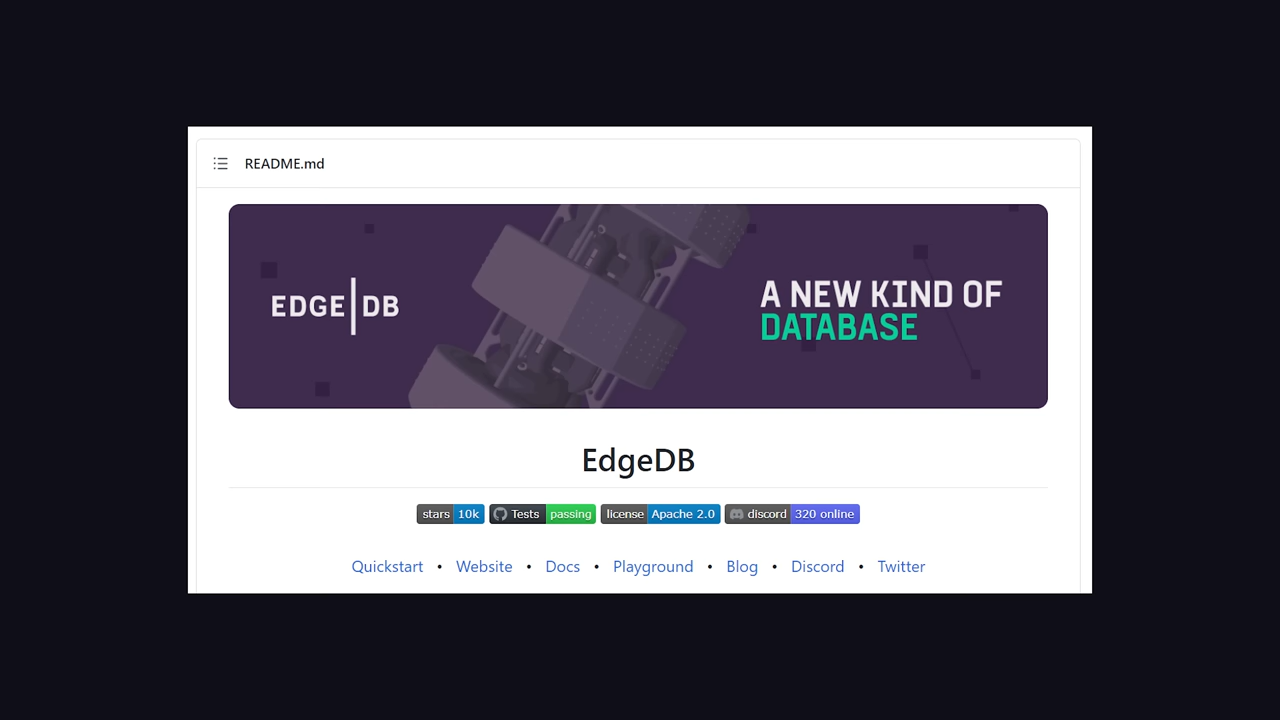 README.md
EDGE|DB
A NEW KIND OF
DATABASE
EdgeDB
stars 10k Tests passing license Apache 2.0 discord 320 online
Quickstart • Website • Docs • Playground • Blog • Discord • Twitter